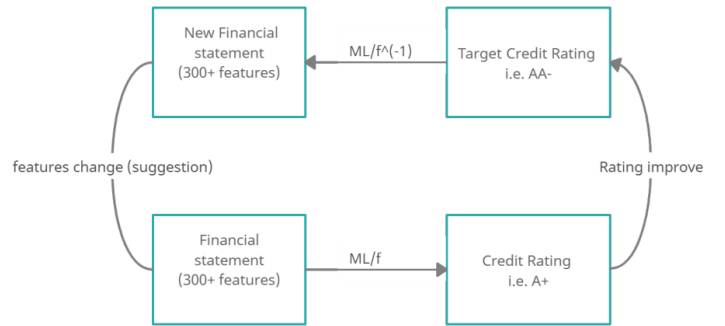 New Financial
statement
(300+ features)
ML/f^(-1)
Target Credit Rating
i.e. AA-
features change (suggestion)
Rating improve
Financial
statement
(300+ features)
ML/f
Credit Rating
i.e. A+